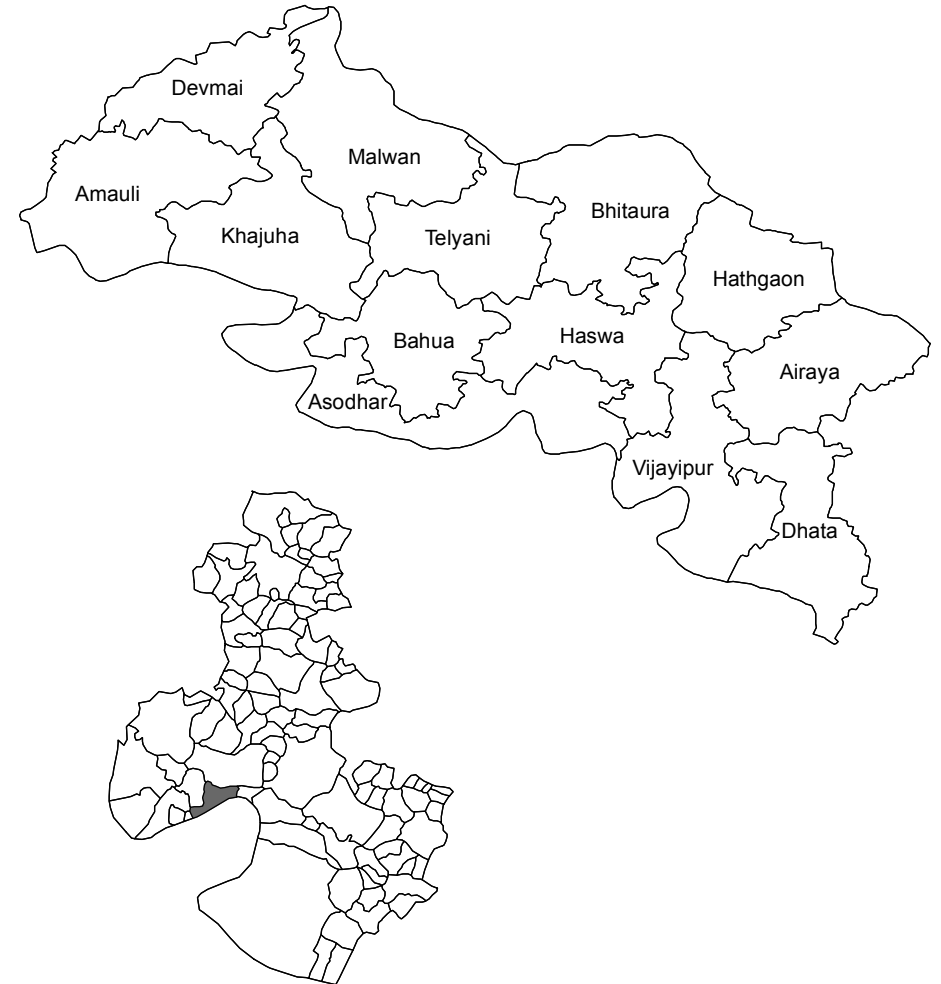 Devmai
Malwan
Amauli
Bhitaura
Khajuha
Telyani
Hathgaon
Haswa
Bahua
Airaya
Asodhar
Vijayipur
Dhata